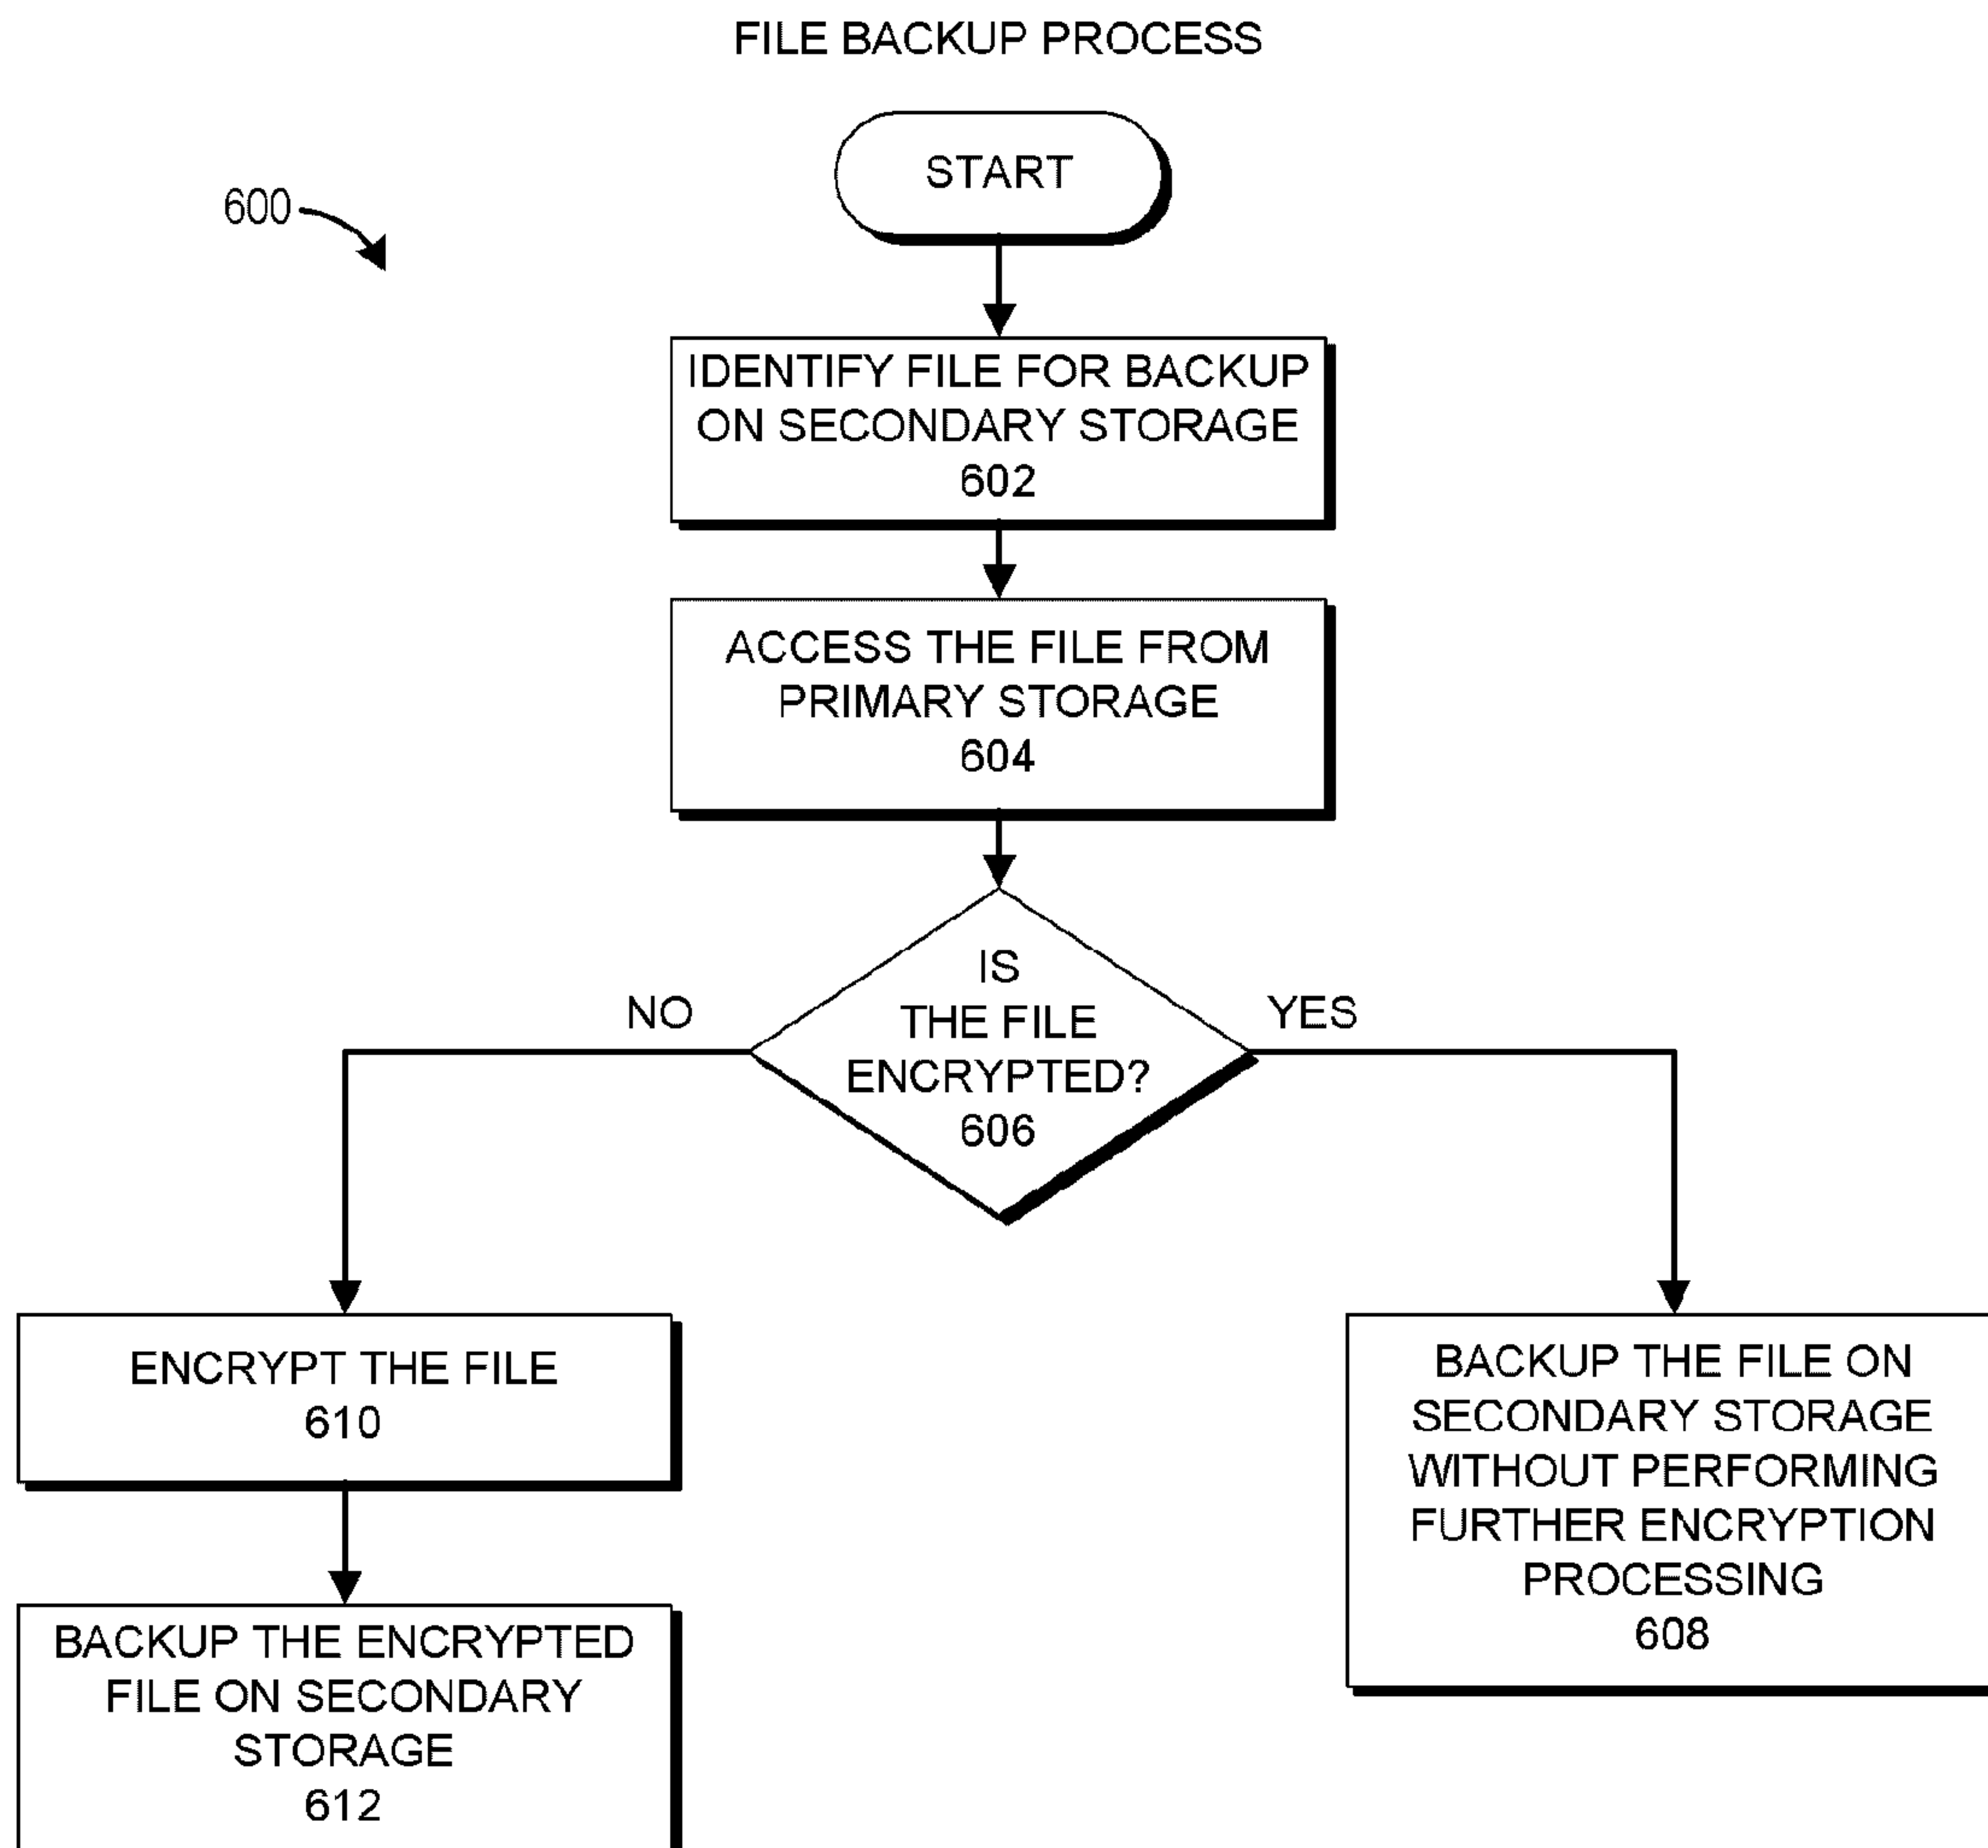 FILE BACKUP PROCESS
START
600
IDENTIFY FILE FOR BACKUP
ON SECONDARY STORAGE
602
ACCESS THE FILE FROM
PRIMARY STORAGE
604
IS
THE FILE
ENCRYPTED?
606
NO
YES
ENCRYPT THE FILE
610
BACKUP THE ENCRYPTED
FILE ON SECONDARY
STORAGE
612
BACKUP THE FILE ON
SECONDARY STORAGE
WITHOUT PERFORMING
FURTHER ENCRYPTION
PROCESSING
608